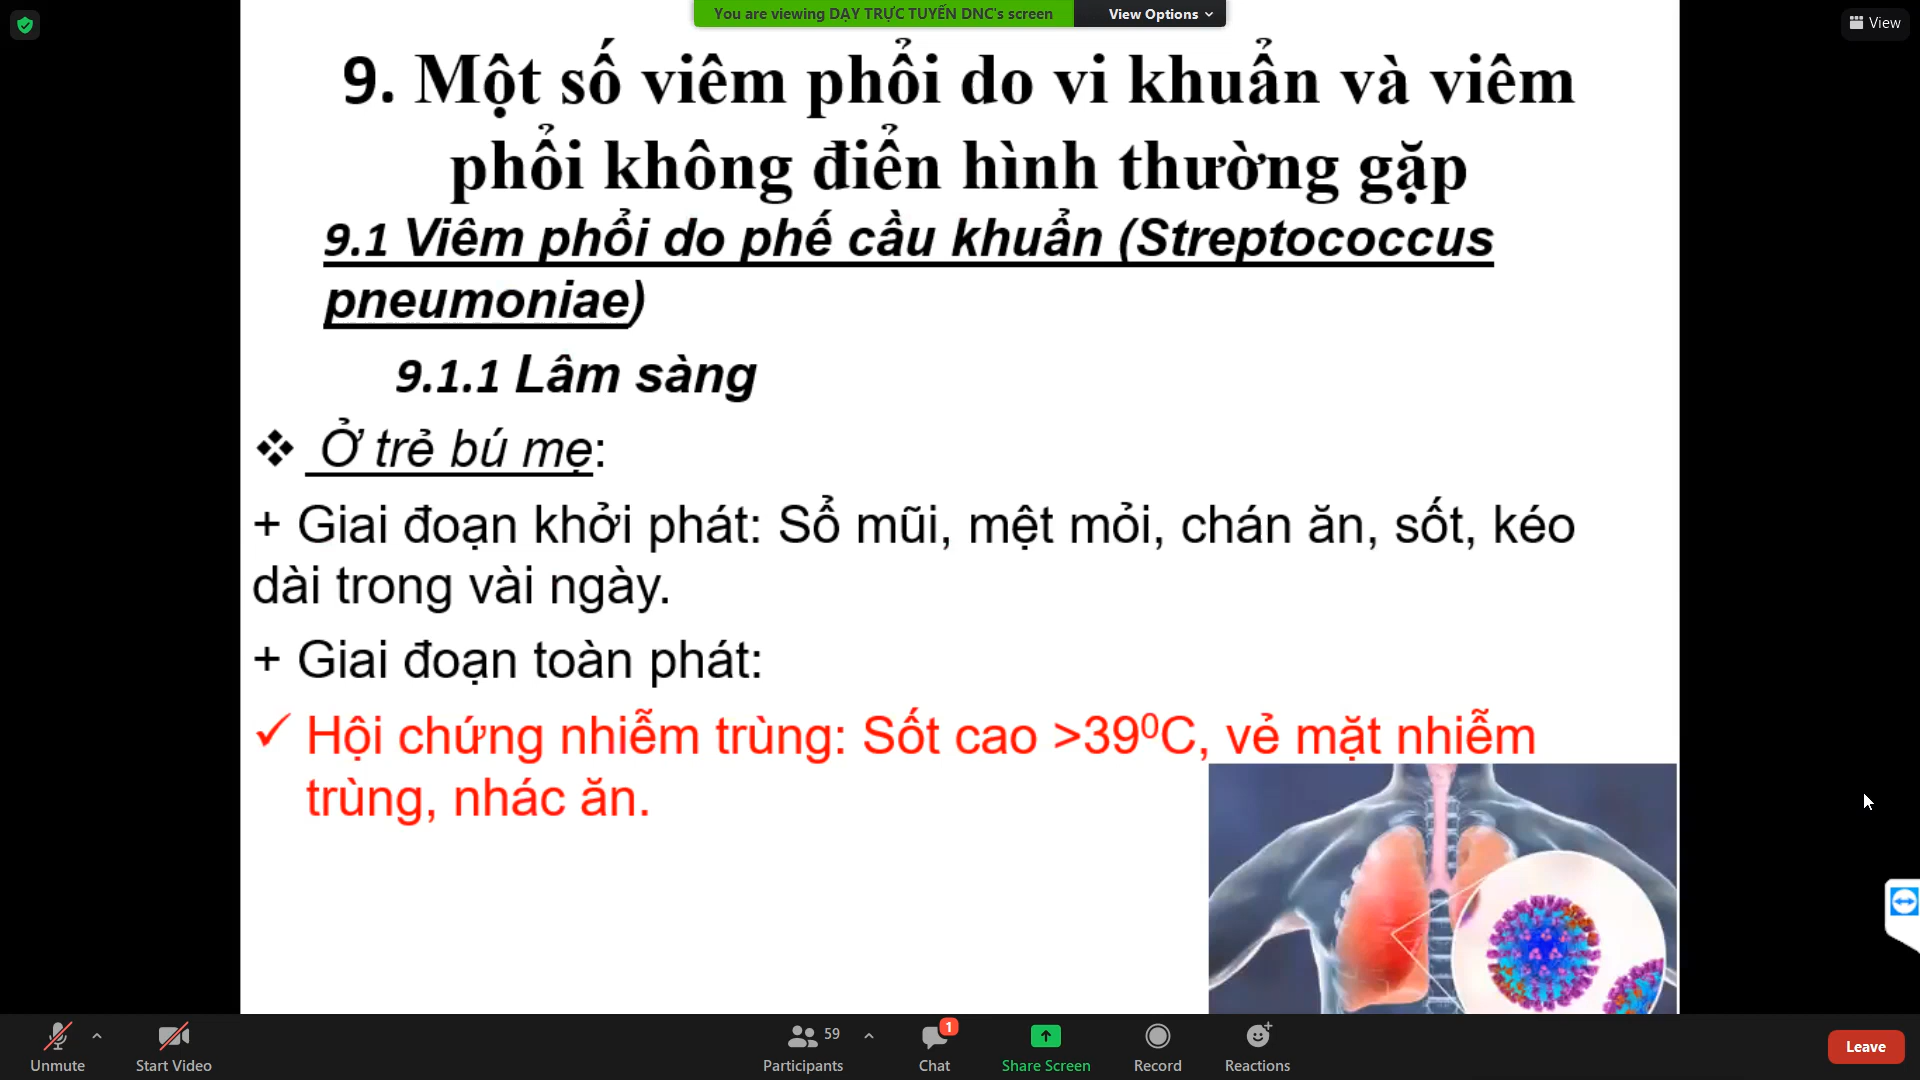 You are viewing DẠY TRỰC TUYẾN DNC's screen
View Options
View
9. Một số viêm phổi do vi khuẩn và viêm
phổi không điển hình thường gặp
9.1 Viêm phổi do phế cầu khuẩn (Streptococcus
pneumoniae)
9.1.1 Lâm sàng
❖ Ở trẻ bú mẹ:
+ Giai đoạn khởi phát: Sổ mũi, mệt mỏi, chán ăn, sốt, kéo
dài trong vài ngày.
+ Giai đoạn toàn phát:
✓ Hội chứng nhiễm trùng: Sốt cao >39⁰C, vẻ mặt nhiễm
trùng, nhác ăn.
Unmute
Start Video
59
Participants
1
Chat
Share Screen
Record
Reactions
Leave